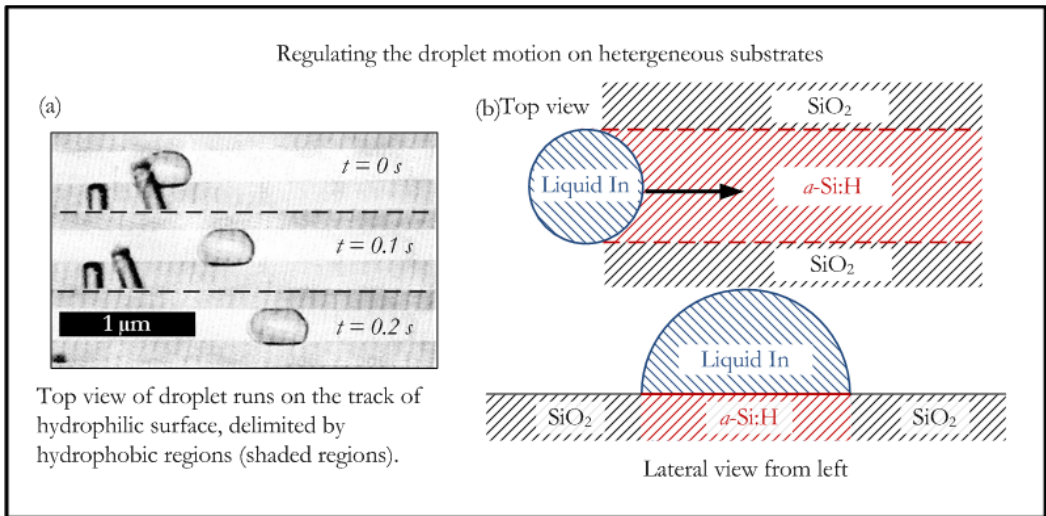 Regulating the droplet motion on hetergeneous substrates
(a)
t = 0 s
t = 0.1 s
1 μm
t = 0.2 s
Top view of droplet runs on the track of
hydrophilic surface, delimited by
hydrophobic regions (shaded regions).
(b) Top view
SiO₂
Liquid In
a-Si:H
SiO₂
Liquid In
SiO₂
a-Si:H
SiO₂
Lateral view from left